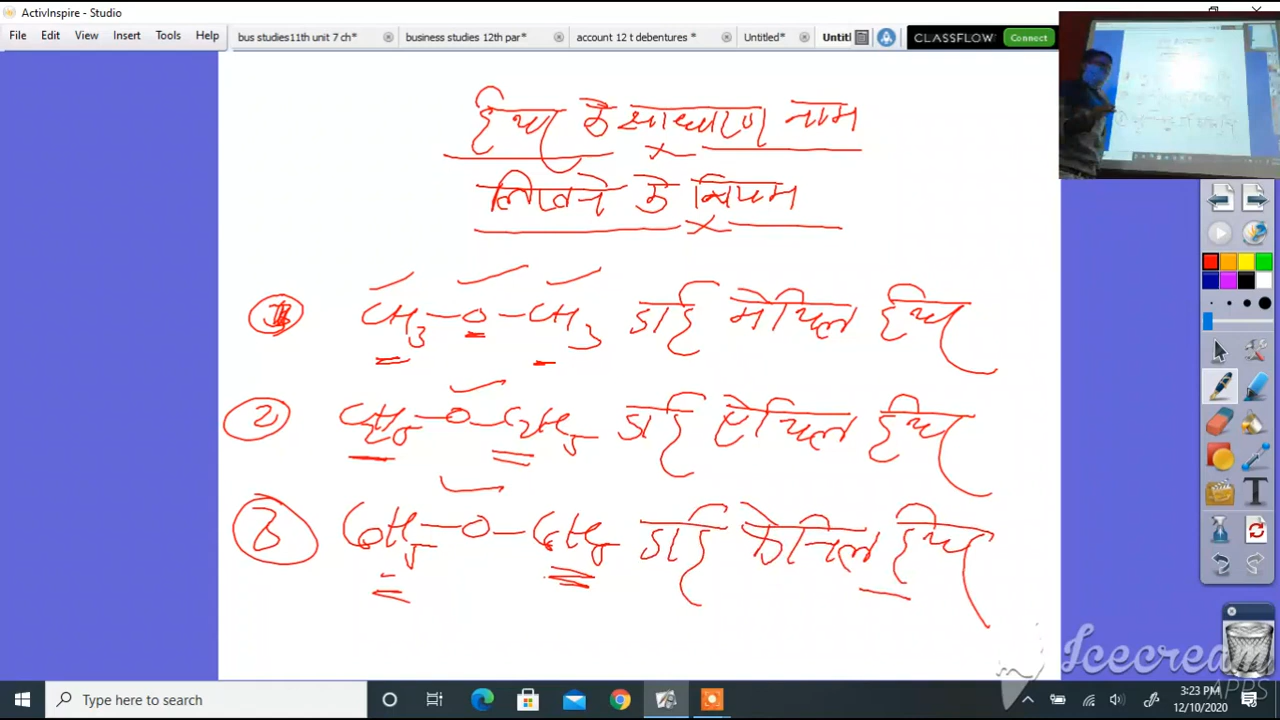 ActivInspire - Studio
File Edit View Insert Tools Help
bus studies11th unit 7 ch* business studies 12th par* account 12 t debentures * Untitled* Untitl CLASSFLOW Connect
ईथर के साधारण नाम
लिखने के नियम
① CH3-O-CH3 डाई मेथिल ईथर
② C2H5-O-C2H5 डाई ऐथिल ईथर
③ C6H5-O-C6H5 डाई फेनिल ईथर
Icecream
APPS
Type here to search
3:23 PM
12/10/2020